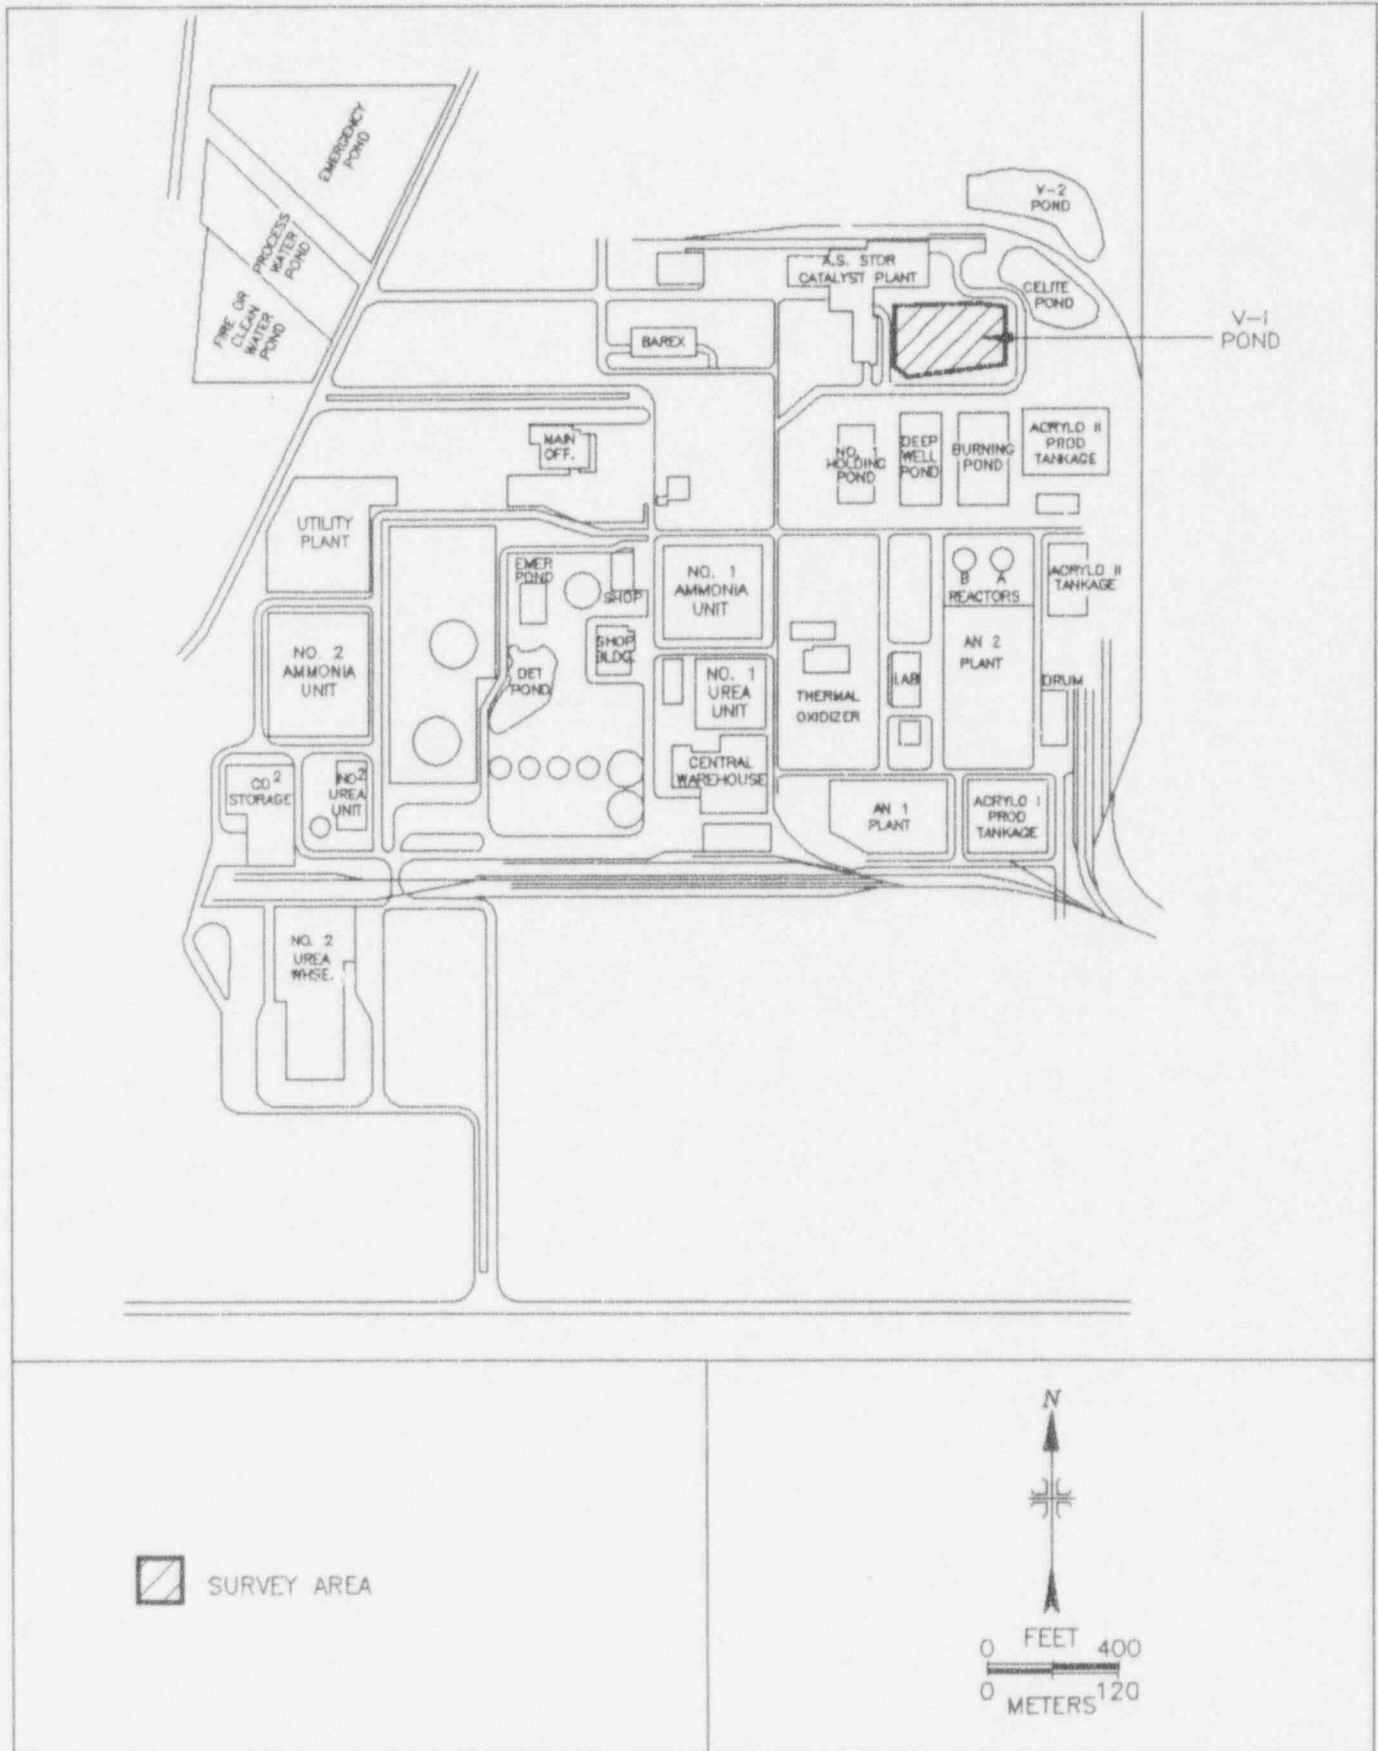 EMERGENCY
POND
PROCESS
WATER
POND
FIRE OR
CLEAN
WATER
POND
V-2
POND
A.S. STOR
CATALYST PLANT
CELITE
POND
V-1
POND
BAREX
MAIN
OFF.
NO. 1
HOLDING
POND
DEEP
WELL
POND
BURNING
POND
ACRYLO II
PROD
TANKAGE
UTILITY
PLANT
EMER
POND
SHOP
NO. 1
AMMONIA
UNIT
B A
REACTORS
ACRYLO II
TANKAGE
NO. 2
AMMONIA
UNIT
SHOP
BLDG.
DET
POND
NO. 1
UREA
UNIT
THERMAL
OXIDIZER
LAB
AN 2
PLANT
DRUM
CO2
STORAGE
NO2
UREA
UNIT
CENTRAL
WAREHOUSE
AN 1
PLANT
ACRYLO I
PROD
TANKAGE
NO. 2
UREA
WHSE.
SURVEY AREA
N
0 FEET 400
0 METERS 120